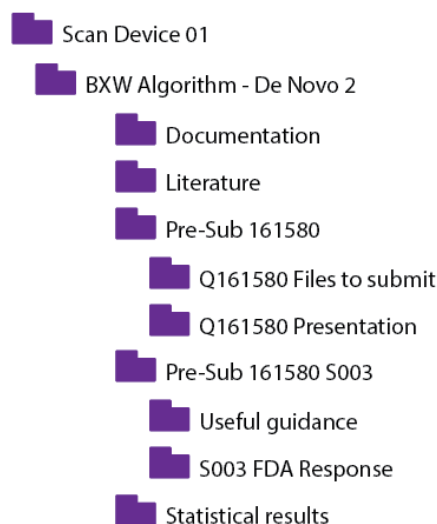 Scan Device 01
BXW Algorithm - De Novo 2
Documentation
Literature
Pre-Sub 161580
Q161580 Files to submit
Q161580 Presentation
Pre-Sub 161580 S003
Useful guidance
S003 FDA Response
Statistical results